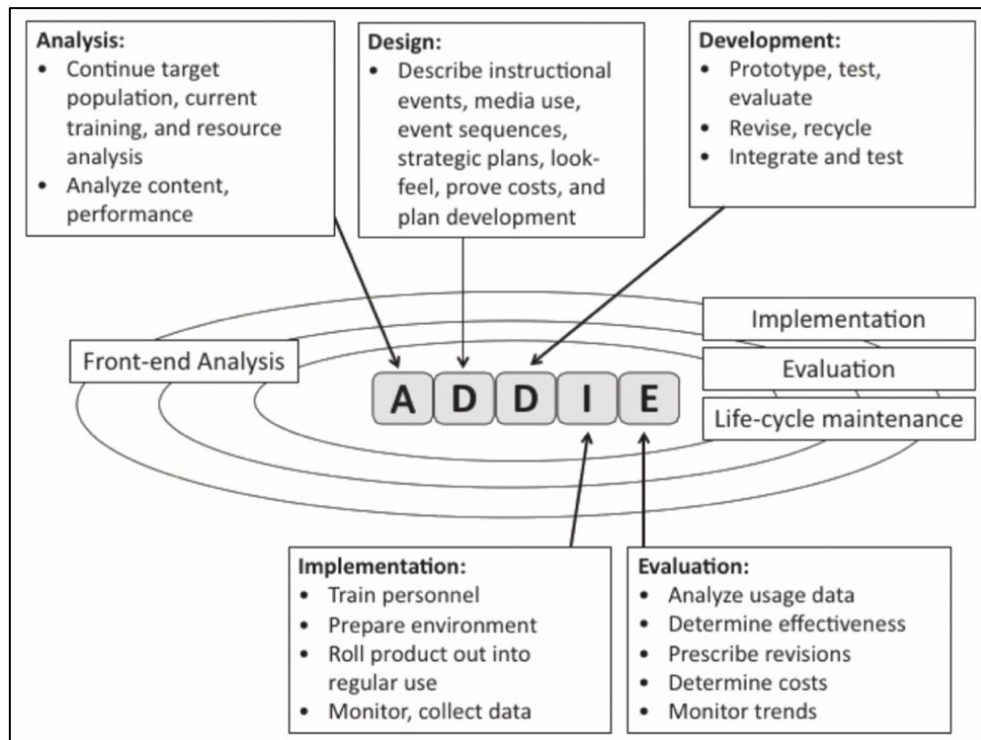 Analysis:
• Continue target
population, current
training, and resource
analysis
• Analyze content,
performance
Design:
• Describe instructional
events, media use,
event sequences,
strategic plans, look-
feel, prove costs, and
plan development
Development:
• Prototype, test,
evaluate
• Revise, recycle
• Integrate and test
Front-end Analysis
A D D I E
Implementation
Evaluation
Life-cycle maintenance
Implementation:
• Train personnel
• Prepare environment
• Roll product out into
regular use
• Monitor, collect data
Evaluation:
• Analyze usage data
• Determine effectiveness
• Prescribe revisions
• Determine costs
• Monitor trends